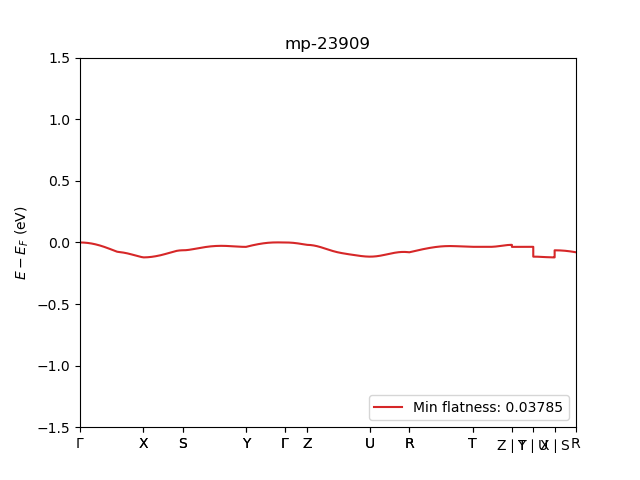 mp-23909
1.5
1.0
0.5
0.0
−0.5
−1.0
−1.5
E − E_F (eV)
Min flatness: 0.03785
Γ X S Y Γ Z U R T Z | Y | X | S R